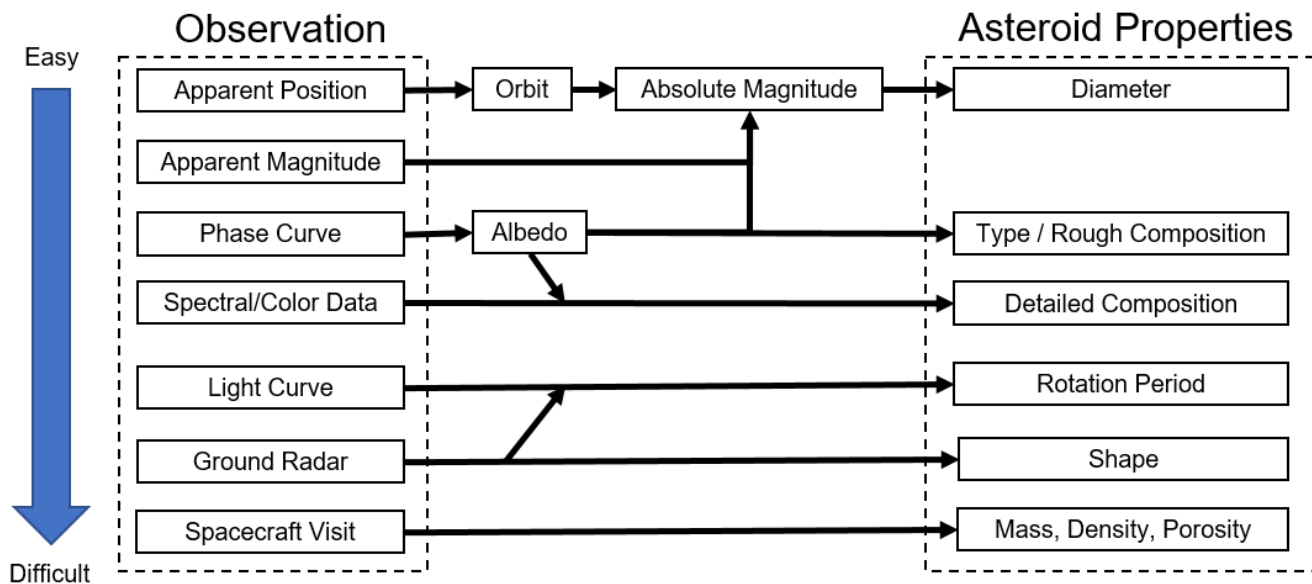 Observation
Asteroid Properties
Easy
Apparent Position
Orbit
Absolute Magnitude
Diameter
Apparent Magnitude
Phase Curve
Albedo
Type / Rough Composition
Spectral/Color Data
Detailed Composition
Light Curve
Rotation Period
Ground Radar
Shape
Spacecraft Visit
Mass, Density, Porosity
Difficult